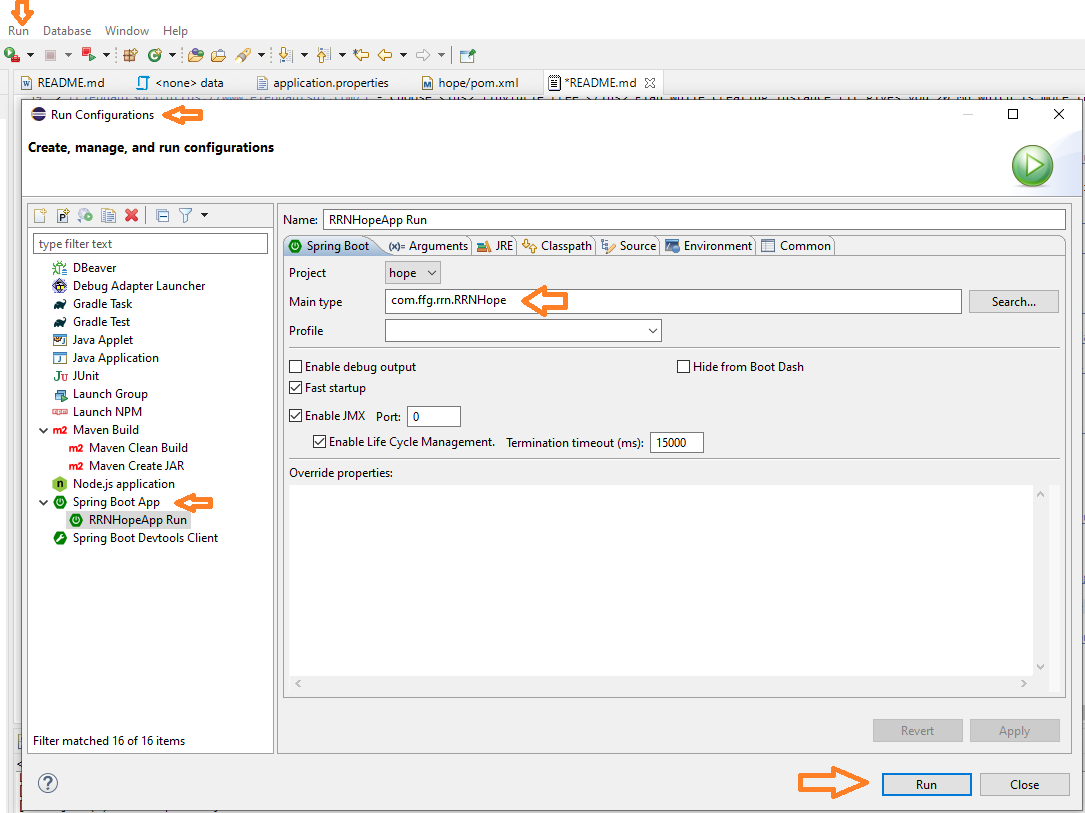 Run Database Window Help
README.md <none> data application.properties hope/pom.xml *README.md
Run Configurations
Create, manage, and run configurations
Name: RRNHopeApp Run
type filter text
Spring Boot (x)= Arguments JRE Classpath Source Environment Common
DBeaver
Debug Adapter Launcher
Gradle Task
Gradle Test
Java Applet
Java Application
JUnit
Launch Group
Launch NPM
Maven Build
Maven Clean Build
Maven Create JAR
Node.js application
Spring Boot App
RRNHopeApp Run
Spring Boot Devtools Client
Filter matched 16 of 16 items
Project hope
Main type com.ffg.rrn.RRNHope Search...
Profile
Enable debug output Hide from Boot Dash
Fast startup
Enable JMX Port: 0
Enable Life Cycle Management. Termination timeout (ms): 15000
Override properties:
Revert Apply
Run Close